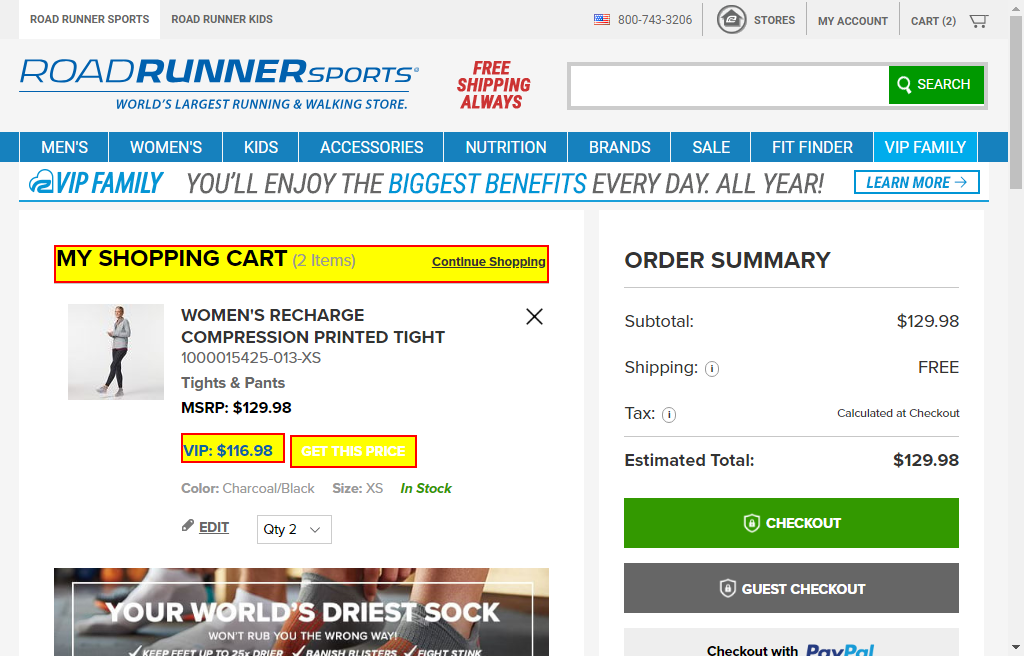 ROAD RUNNER SPORTS
ROAD RUNNER KIDS
800-743-3206
STORES
MY ACCOUNT
CART (2)
ROADRUNNERSPORTS®
WORLD'S LARGEST RUNNING & WALKING STORE.
FREE
SHIPPING
ALWAYS
SEARCH
MEN'S
WOMEN'S
KIDS
ACCESSORIES
NUTRITION
BRANDS
SALE
FIT FINDER
VIP FAMILY
VIP FAMILY YOU'LL ENJOY THE BIGGEST BENEFITS EVERY DAY. ALL YEAR! LEARN MORE →
MY SHOPPING CART (2 Items)
Continue Shopping
WOMEN'S RECHARGE
COMPRESSION PRINTED TIGHT
1000015425-013-XS
Tights & Pants
MSRP: $129.98
VIP: $116.98
GET THIS PRICE
Color: Charcoal/Black Size: XS In Stock
EDIT
Qty 2
YOUR WORLD'S DRIEST SOCK
WON'T RUB YOU THE WRONG WAY!
✓KEEP FEET UP TO 25x DRIER ✓BANISH BLISTERS ✓FIGHT STINK
ORDER SUMMARY
Subtotal: $129.98
Shipping: i FREE
Tax: i Calculated at Checkout
Estimated Total: $129.98
CHECKOUT
GUEST CHECKOUT
Checkout with PayPal